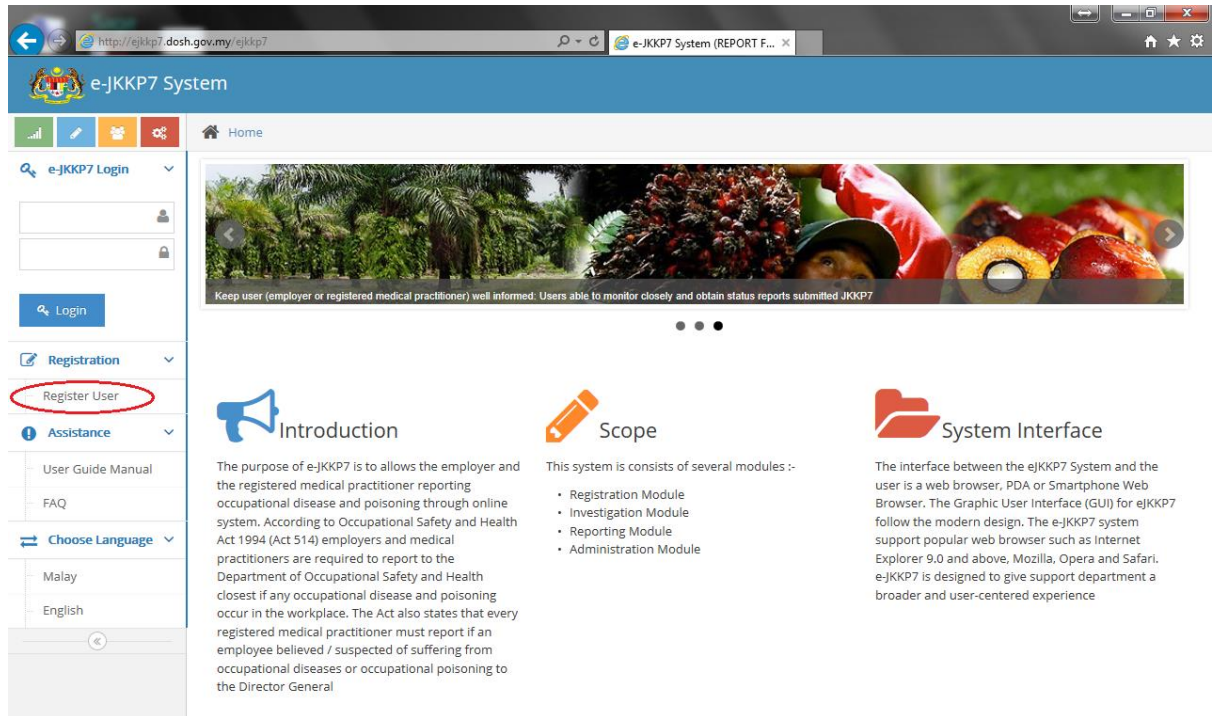 http://ejkkp7.dosh.gov.my/ejkkp7
e-JKKP7 System (REPORT F...
e-JKKP7 System
Home
e-JKKP7 Login
Login
Registration
Register User
Assistance
User Guide Manual
FAQ
Choose Language
Malay
English
Keep user (employer or registered medical practitioner) well informed: Users able to monitor closely and obtain status reports submitted JKKP7
Introduction
The purpose of e-JKKP7 is to allows the employer and
the registered medical practitioner reporting
occupational disease and poisoning through online
system. According to Occupational Safety and Health
Act 1994 (Act 514) employers and medical
practitioners are required to report to the
Department of Occupational Safety and Health
closest if any occupational disease and poisoning
occur in the workplace. The Act also states that every
registered medical practitioner must report if an
employee believed / suspected of suffering from
occupational diseases or occupational poisoning to
the Director General
Scope
This system is consists of several modules :-
• Registration Module
• Investigation Module
• Reporting Module
• Administration Module
System Interface
The interface between the eJKKP7 System and the
user is a web browser, PDA or Smartphone Web
Browser. The Graphic User Interface (GUI) for eJKKP7
follow the modern design. The e-JKKP7 system
support popular web browser such as Internet
Explorer 9.0 and above, Mozilla, Opera and Safari.
e-JKKP7 is designed to give support department a
broader and user-centered experience